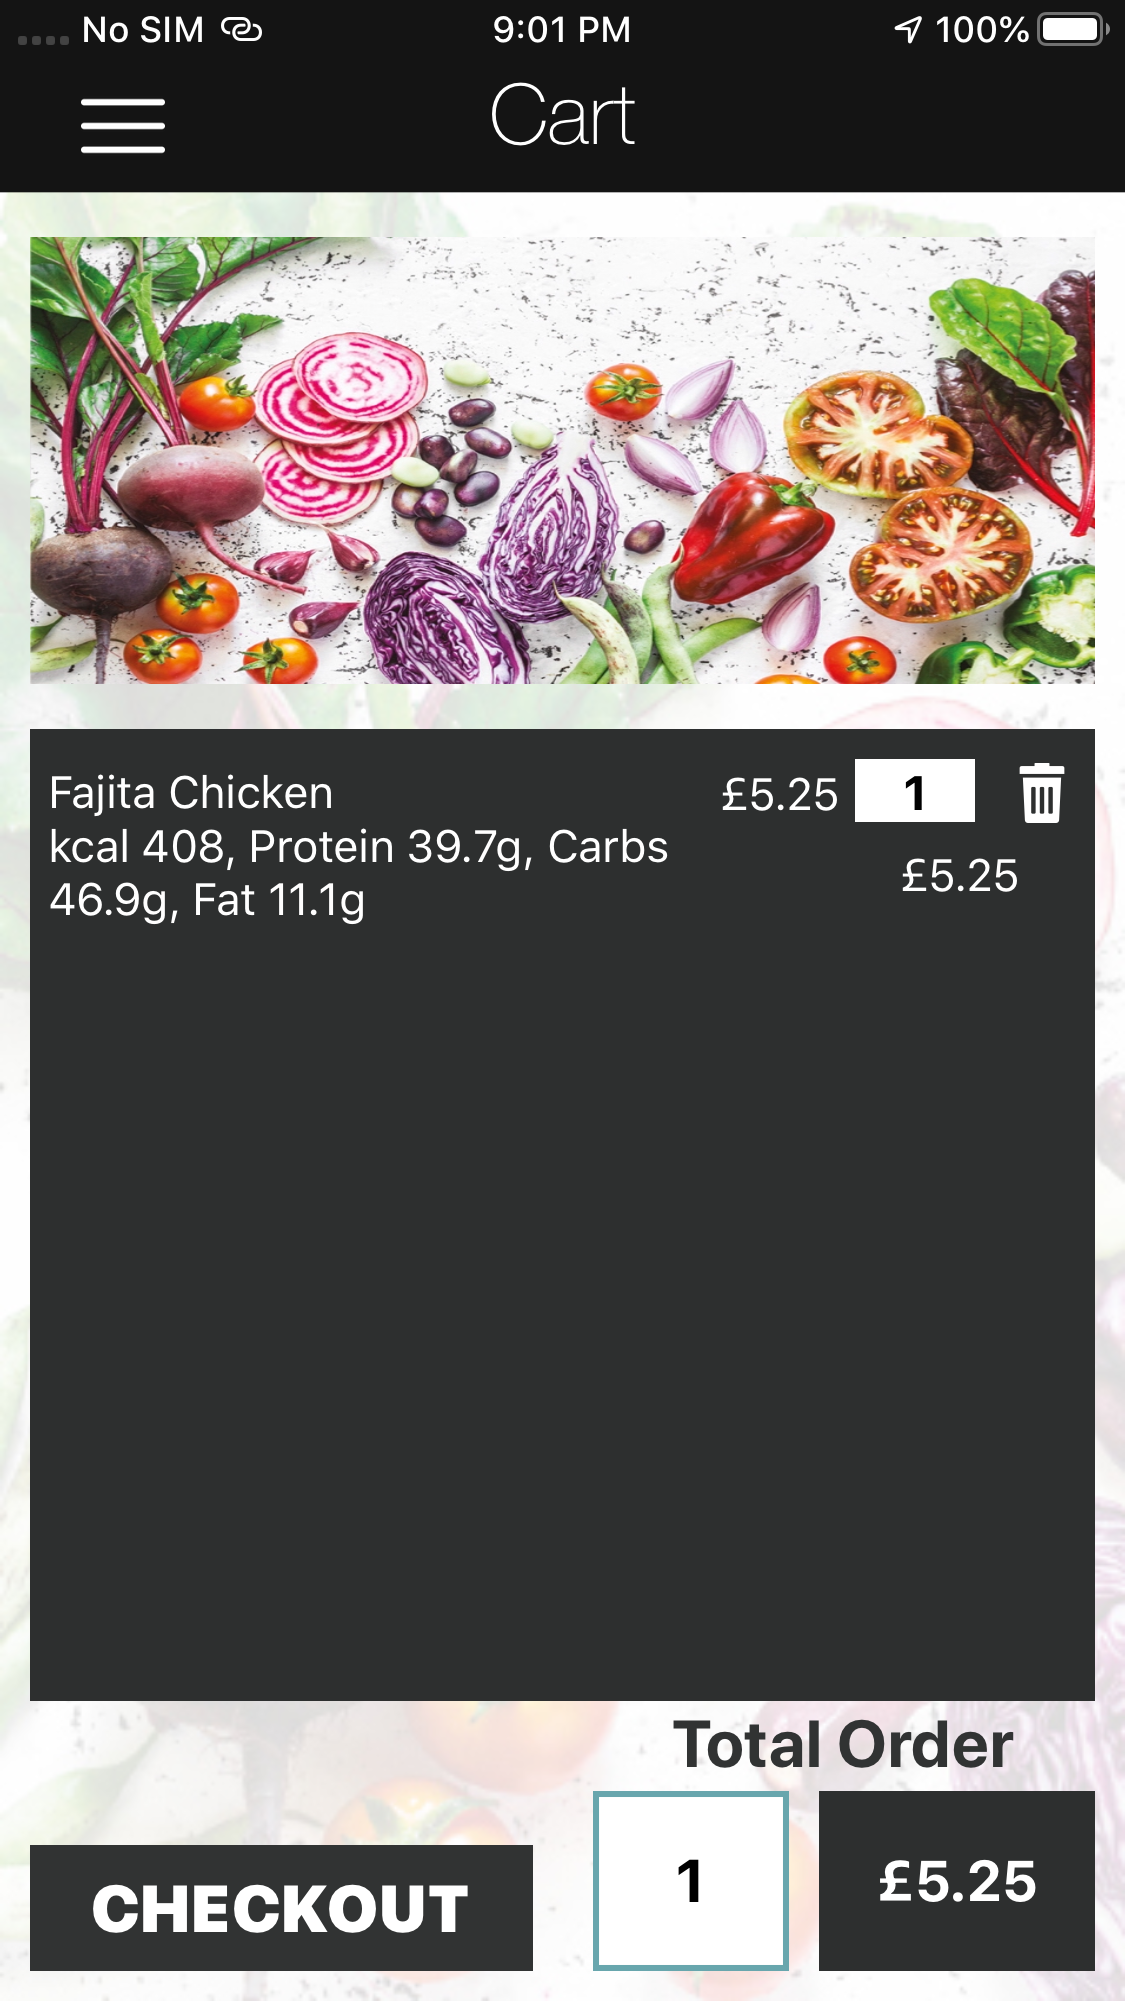 No SIM 9:01 PM 100%
Cart
Fajita Chicken £5.25 1
kcal 408, Protein 39.7g, Carbs
46.9g, Fat 11.1g
£5.25
Total Order
CHECKOUT 1 £5.25